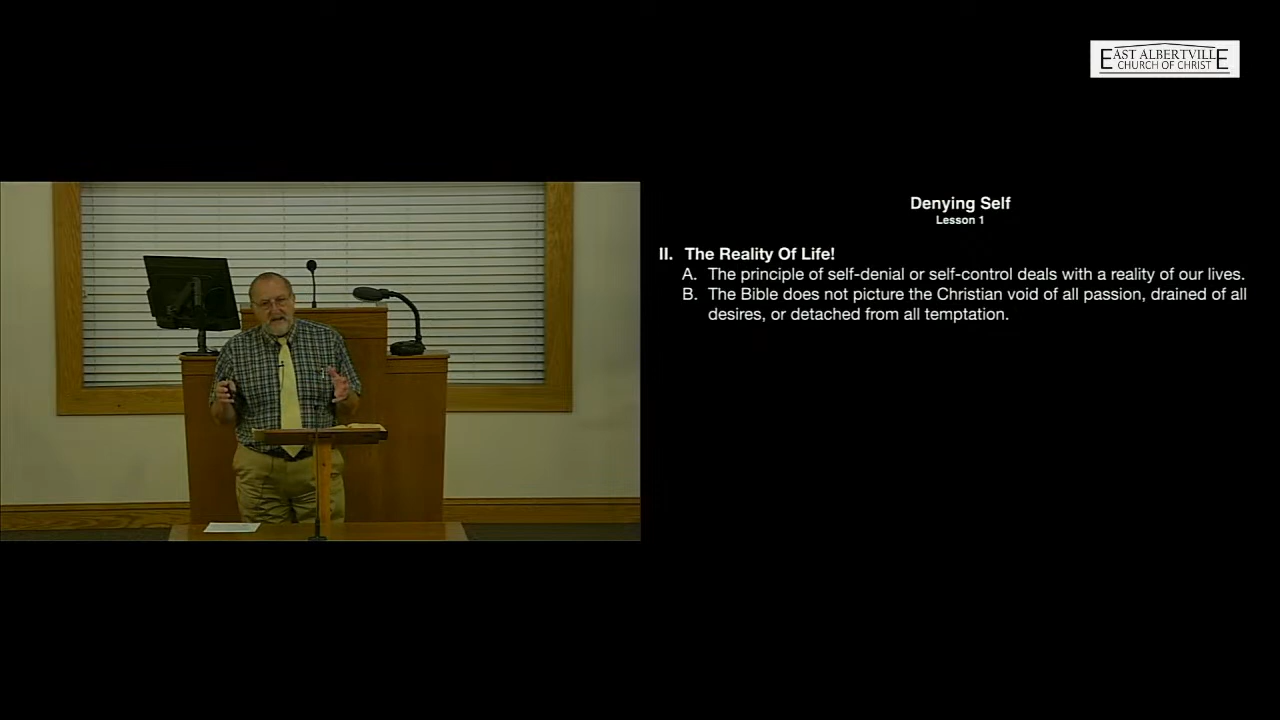 EAST ALBERTVILLE
CHURCH OF CHRIST
Denying Self
Lesson 1
II. The Reality Of Life!
A. The principle of self-denial or self-control deals with a reality of our lives.
B. The Bible does not picture the Christian void of all passion, drained of all
desires, or detached from all temptation.